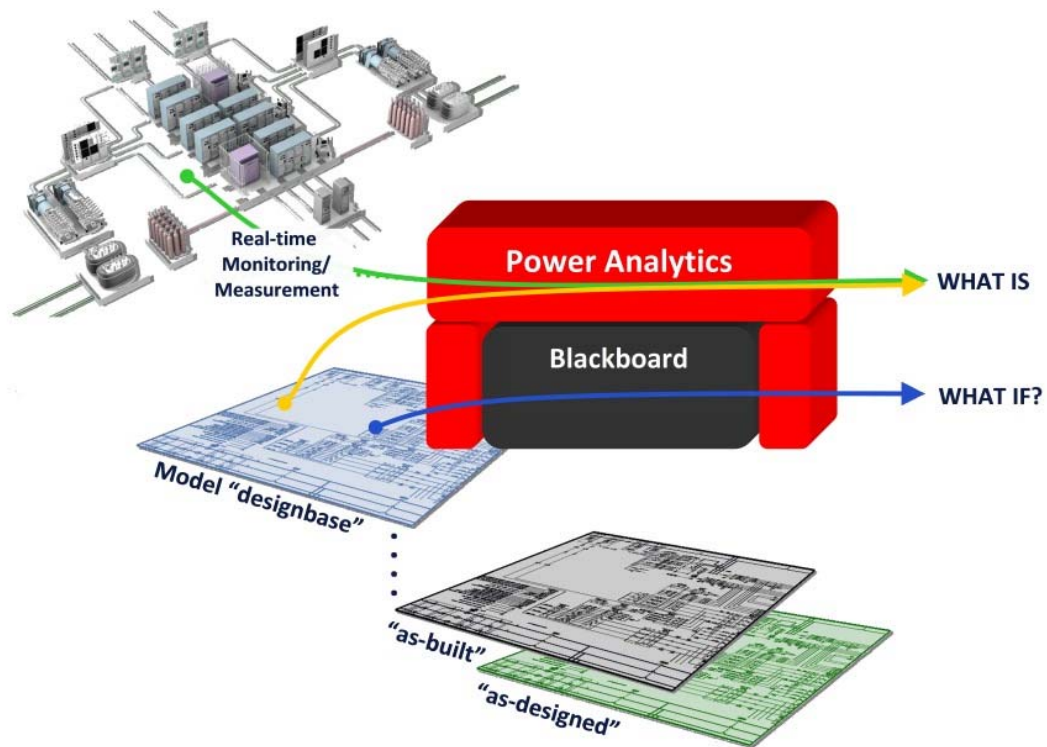 Real-time
Monitoring/
Measurement
Power Analytics
WHAT IS
Blackboard
WHAT IF?
Model “designbase”
“as-built”
“as-designed”